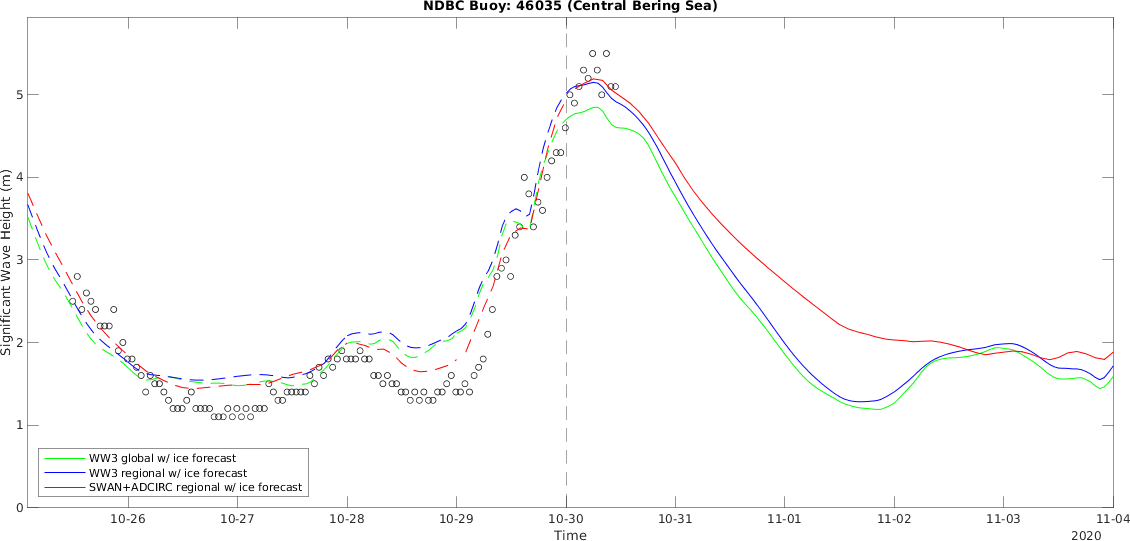 NDBC Buoy: 46035 (Central Bering Sea)
Significant Wave Height (m)
5
4
3
2
1
0
WW3 global w/ ice forecast
WW3 regional w/ ice forecast
SWAN+ADCIRC regional w/ ice forecast
10-26 10-27 10-28 10-29 10-30 10-31 11-01 11-02 11-03 11-04
Time
2020